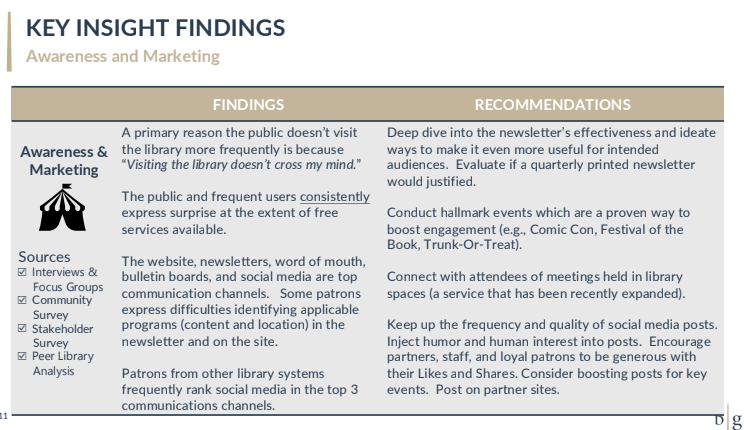 KEY INSIGHT FINDINGS
Awareness and Marketing
FINDINGS
RECOMMENDATIONS
Awareness &
Marketing
Sources
☑ Interviews &
Focus Groups
☑ Community
Survey
☑ Stakeholder
Survey
☑ Peer Library
Analysis
A primary reason the public doesn’t visit
the library more frequently is because
“Visiting the library doesn’t cross my mind.”
The public and frequent users consistently
express surprise at the extent of free
services available.
The website, newsletters, word of mouth,
bulletin boards, and social media are top
communication channels. Some patrons
express difficulties identifying applicable
programs (content and location) in the
newsletter and on the site.
Patrons from other library systems
frequently rank social media in the top 3
communications channels.
Deep dive into the newsletter’s effectiveness and ideate
ways to make it even more useful for intended
audiences. Evaluate if a quarterly printed newsletter
would justified.
Conduct hallmark events which are a proven way to
boost engagement (e.g., Comic Con, Festival of the
Book, Trunk-Or-Treat).
Connect with attendees of meetings held in library
spaces (a service that has been recently expanded).
Keep up the frequency and quality of social media posts.
Inject humor and human interest into posts. Encourage
partners, staff, and loyal patrons to be generous with
their Likes and Shares. Consider boosting posts for key
events. Post on partner sites.
11
b|g